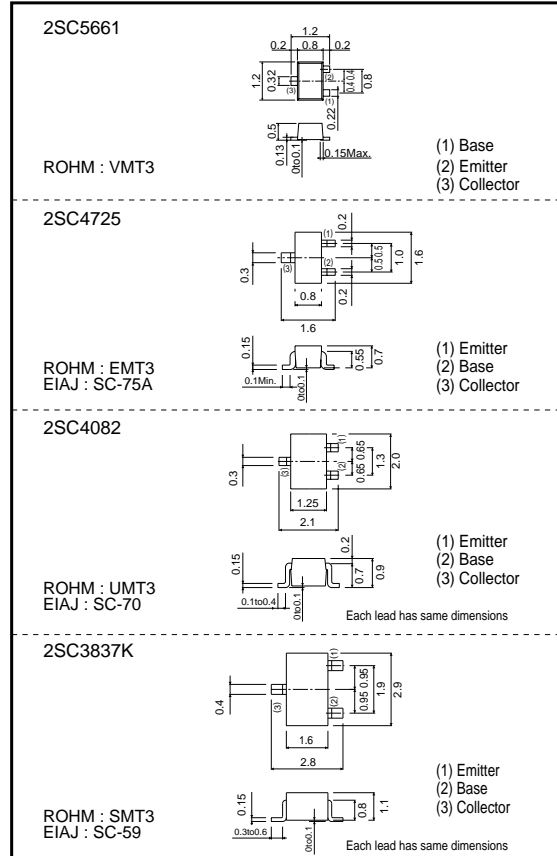 2SC5661
1.2
0.2 0.8 0.2
1.2
0.32
(3)
(2)
(1)
0.4 0.4
0.8
0.22
0.5
0.13
0to0.1
0.15Max.
ROHM : VMT3
(1) Base
(2) Emitter
(3) Collector
2SC4725
0.2
(1)
(2)
(3)
0.3
0.5 0.5
1.0
1.6
0.8
0.2
1.6
0.15
0.1Min.
0to0.1
0.55
0.7
ROHM : EMT3
EIAJ : SC-75A
(1) Emitter
(2) Base
(3) Collector
2SC4082
(1)
(2)
(3)
0.3
0.65 0.65
1.3
2.0
1.25
2.1
0.2
0.15
0.1to0.4
0to0.1
0.7
0.9
ROHM : UMT3
EIAJ : SC-70
(1) Emitter
(2) Base
(3) Collector
Each lead has same dimensions
2SC3837K
(1)
(2)
(3)
0.4
0.95 0.95
1.9
2.9
1.6
2.8
0.15
0.3to0.6
0to0.1
0.8
1.1
ROHM : SMT3
EIAJ : SC-59
(1) Emitter
(2) Base
(3) Collector
Each lead has same dimensions